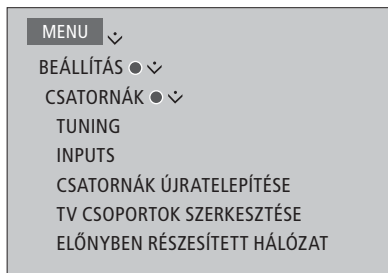 MENU
BEÁLLÍTÁS
CSATORNÁK
TUNING
INPUTS
CSATORNÁK ÚJRATELEPÍTÉSE
TV CSOPORTOK SZERKESZTÉSE
ELŐNYBEN RÉSZESÍTETT HÁLÓZAT